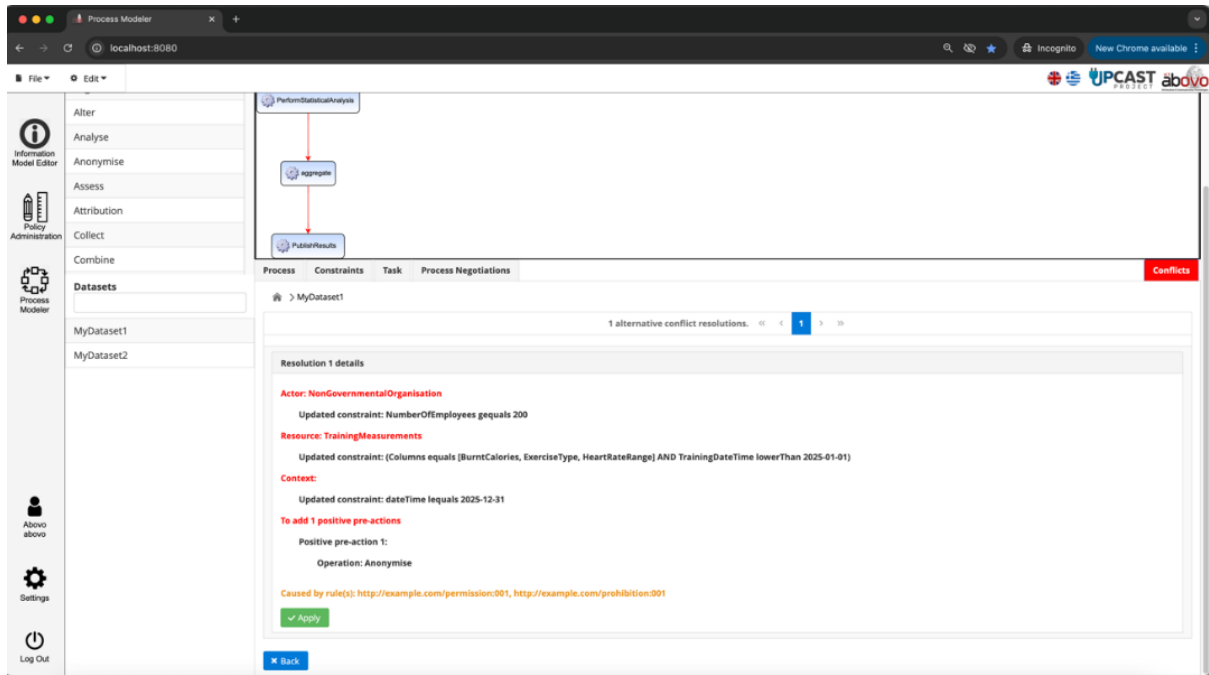 Process Modeler
localhost:8080
Incognito
New Chrome available
File
Edit
UPCAST
PROJECT
abovo
Information
Model Editor
Policy
Administration
Process
Modeler
Abovo
abovo
Settings
Log Out
Alter
Analyse
Anonymise
Assess
Attribution
Collect
Combine
Datasets
MyDataset1
MyDataset2
PerformStatisticalAnalysis
aggregate
PublishResults
Process Constraints Task Process Negotiations Conflicts
> MyDataset1
1 alternative conflict resolutions. « ‹ 1 › »
Resolution 1 details
Actor: NonGovernmentalOrganisation
Updated constraint: NumberOfEmployees gequals 200
Resource: TrainingMeasurements
Updated constraint: (Columns equals [BurntCalories, ExerciseType, HeartRateRange] AND TrainingDateTime lowerThan 2025-01-01)
Context:
Updated constraint: dateTime lequals 2025-12-31
To add 1 positive pre-actions
Positive pre-action 1:
Operation: Anonymise
Caused by rule(s): http://example.com/permission:001, http://example.com/prohibition:001
Apply
Back